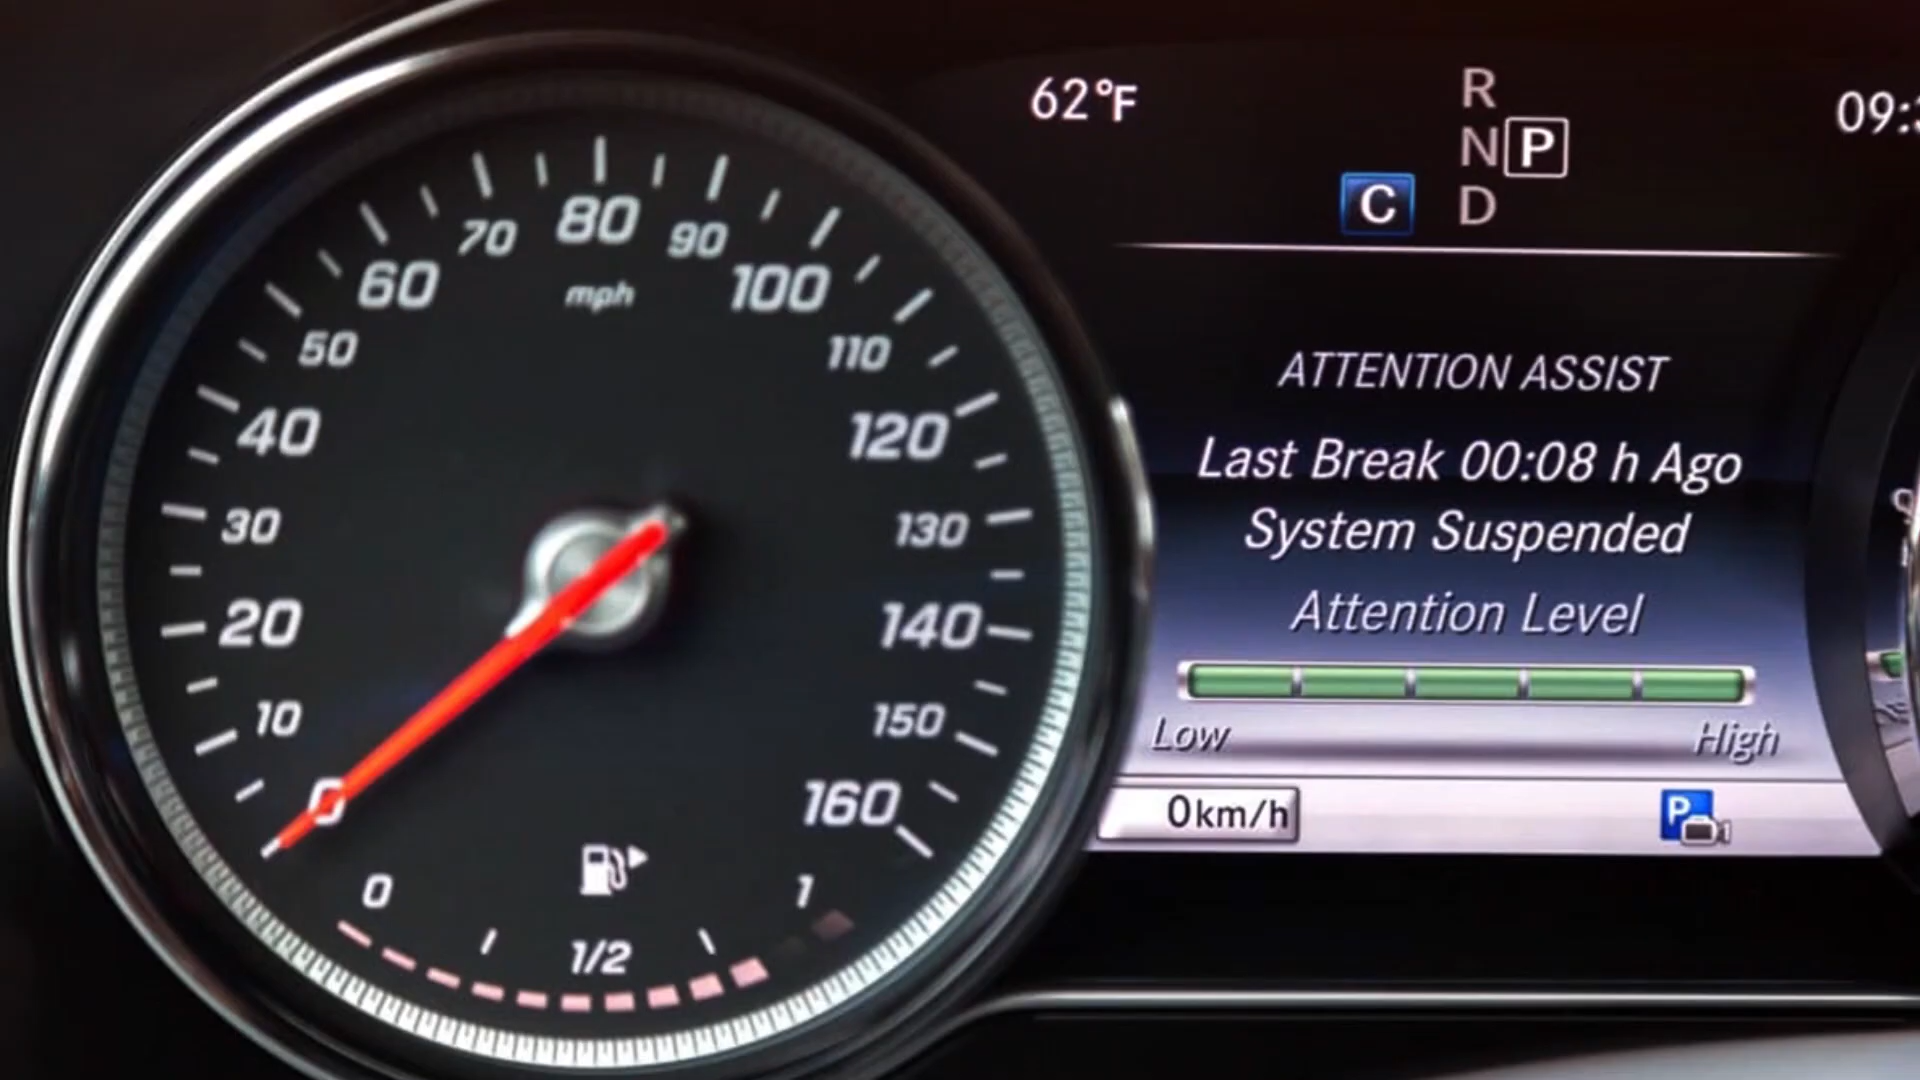 62°F
R
N P
D
C
80
70
90
60
100
mph
50
110
40
120
30
130
20
140
10
150
0
160
0
1
1/2
ATTENTION ASSIST
Last Break 00:08 h Ago
System Suspended
Attention Level
Low High
0km/h
P